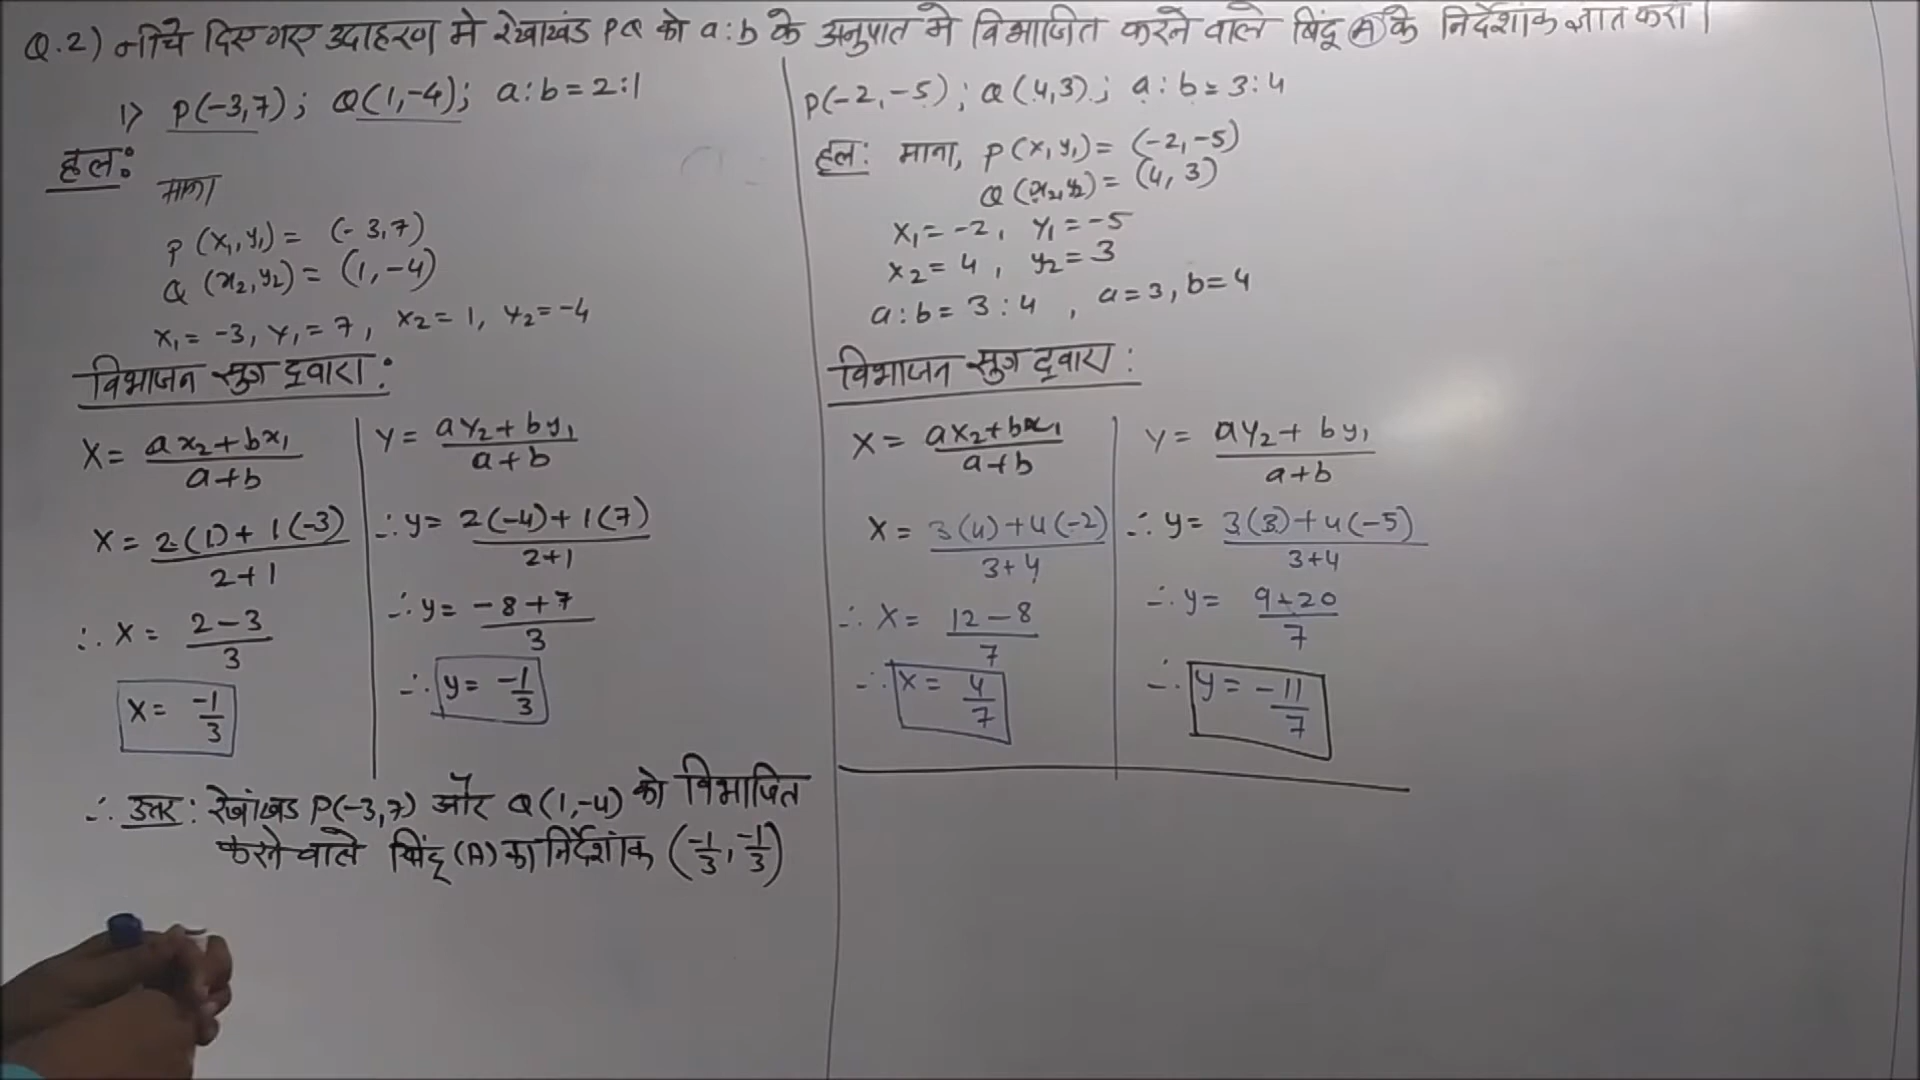 Q.2) नीचे दिए गए उदाहरण मे रेखाखंड PQ को a:b के अनुपात मे विभाजित करने वाले बिंदू (A) के निर्देशांक ज्ञात करो।
1) P(-3,7); Q(1,-4); a:b=2:1
हल:
माना
P(x₁,y₁) = (-3,7)
Q(x₂,y₂) = (1,-4)
x₁=-3, y₁=7, x₂=1, y₂=-4
विभाजन सुत्र द्वारा:
X = (ax₂+bx₁)/(a+b)
X = (2(1)+1(-3))/(2+1)
∴ X = (2-3)/3
X = -1/3
Y = (ay₂+by₁)/(a+b)
∴ y = (2(-4)+1(7))/(2+1)
∴ y = (-8+7)/3
∴ y = -1/3
∴ उत्तर: रेखांखड P(-3,7) और Q(1,-4) को विभाजित
करने वाले बिंदू (A) का निर्देशांक (-1/3, -1/3)
P(-2,-5); Q(4,3); a:b=3:4
हल: माना, P(x₁y₁) = (-2,-5)
Q(x₂,y₂) = (4,3)
x₁=-2, y₁=-5
x₂=4, y₂=3
a:b=3:4, a=3, b=4
विभाजन सुत्र द्वारा:
X = (ax₂+bx₁)/(a+b)
X = (3(4)+4(-2))/(3+4)
∴ X = (12-8)/7
∴ X = 4/7
Y = (ay₂+by₁)/(a+b)
∴ y = (3(3)+4(-5))/(3+4)
∴ y = (9-20)/7
∴ y = -11/7